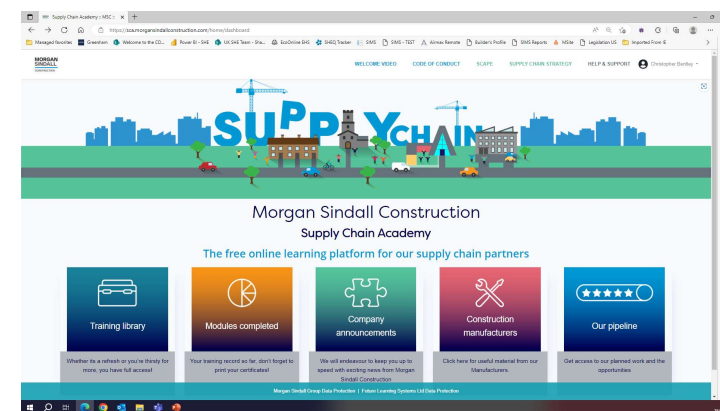 Supply Chain Academy :: MSC ::
https://sca.morgansindallconstruction.com/home/dashboard
Managed favorites Greenham Welcome to the CO... Power BI - SHE UK SHE Team - Sha... EcoOnline EHS SHEQ Tracker SIMS SIMS - TEST Airmex Remote Builder's Profile SIMS Reports MSite Legislation US Imported From IE
MORGAN
SINDALL
CONSTRUCTION
WELCOME VIDEO CODE OF CONDUCT SCAPE SUPPLY CHAIN STRATEGY HELP & SUPPORT Christopher Bentley
SUPPLY CHAIN
Morgan Sindall Construction
Supply Chain Academy
The free online learning platform for our supply chain partners
Training library
Modules completed
Company
announcements
Construction
manufacturers
Our pipeline
Whether its a refresh or you're thirsty for
more, you have full access!
Your training record so far, don't forget to
print your certificates!
We will endeavour to keep you up to
speed with exciting news from Morgan
Sindall Construction
Click here for useful material from our
Manufacturers.
Get access to our planned work and the
opportunities
Morgan Sindall Group Data Protection | Future Learning Systems Ltd Data Protection